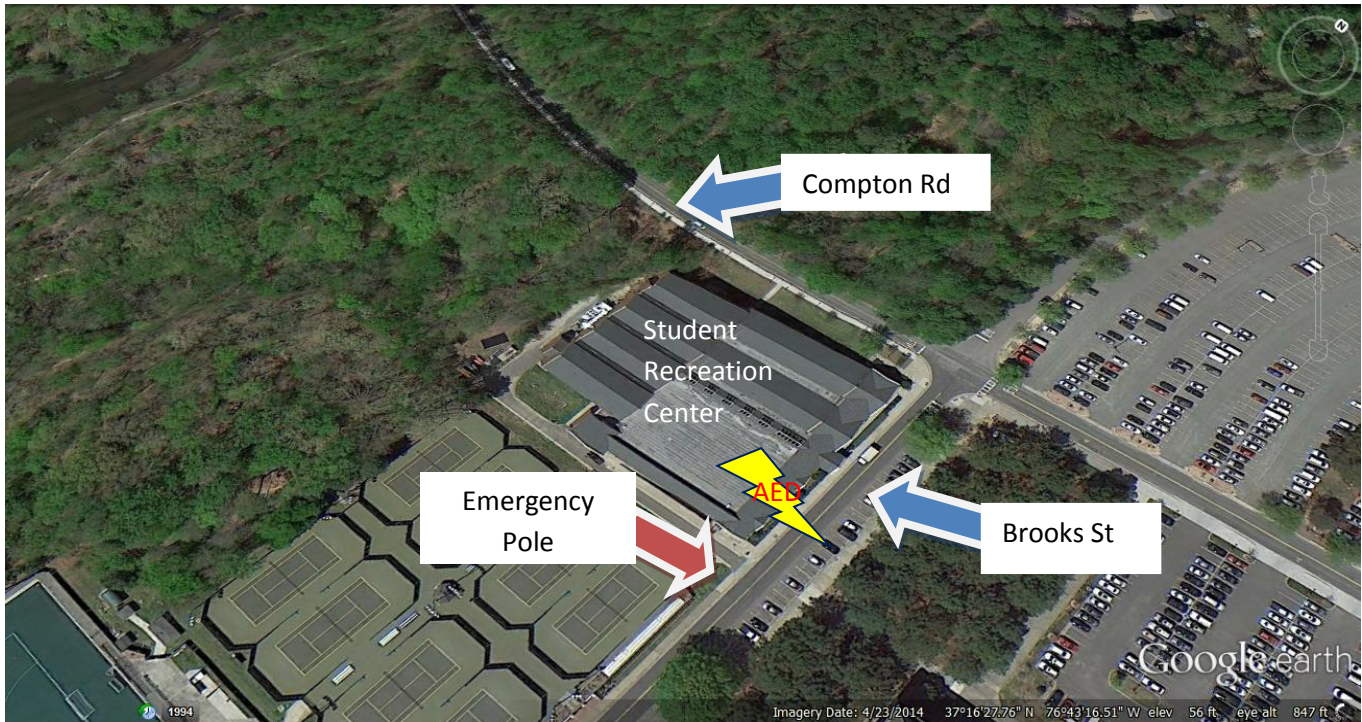 N
Compton Rd
Student
Recreation
Center
AED
Emergency
Pole
Brooks St
Google earth
1994
Imagery Date: 4/23/2014 37°16'27.76" N 76°43'16.51" W elev 56 ft eye alt 847 ft